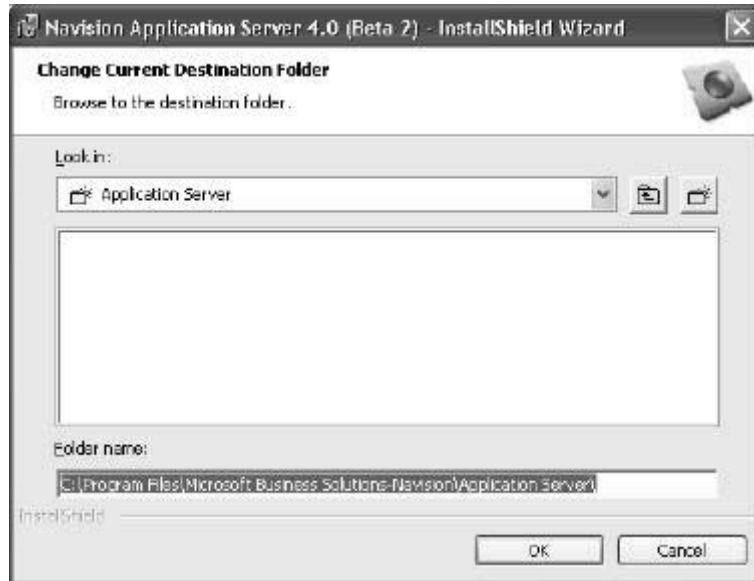 Navision Application Server 4.0 (Beta 2) - InstallShield Wizard
Change Current Destination Folder
Browse to the destination folder.
Look in:
Application Server
Folder name:
C:\Program Files\Microsoft Business Solutions-Navision\Application Server\
InstallShield
OK Cancel